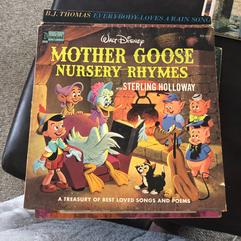 B.J. THOMAS EVERYBODY LOVES A RAIN SONG
WALT DISNEY
MOTHER GOOSE
NURSERY RHYMES
with STERLING HOLLOWAY
A TREASURY OF BEST LOVED SONGS AND POEMS